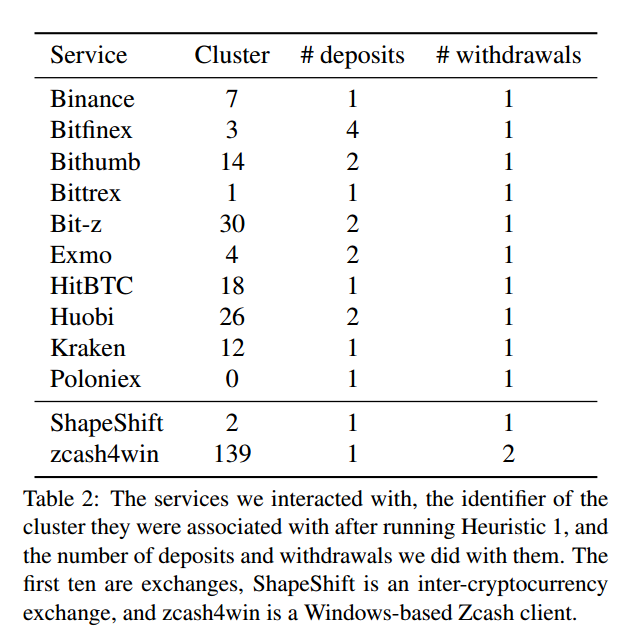 Service Cluster # deposits # withdrawals
Binance 7 1 1
Bitfinex 3 4 1
Bithumb 14 2 1
Bittrex 1 1 1
Bit-z 30 2 1
Exmo 4 2 1
HitBTC 18 1 1
Huobi 26 2 1
Kraken 12 1 1
Poloniex 0 1 1
ShapeShift 2 1 1
zcash4win 139 1 2
Table 2: The services we interacted with, the identifier of the
cluster they were associated with after running Heuristic 1, and
the number of deposits and withdrawals we did with them. The
first ten are exchanges, ShapeShift is an inter-cryptocurrency
exchange, and zcash4win is a Windows-based Zcash client.